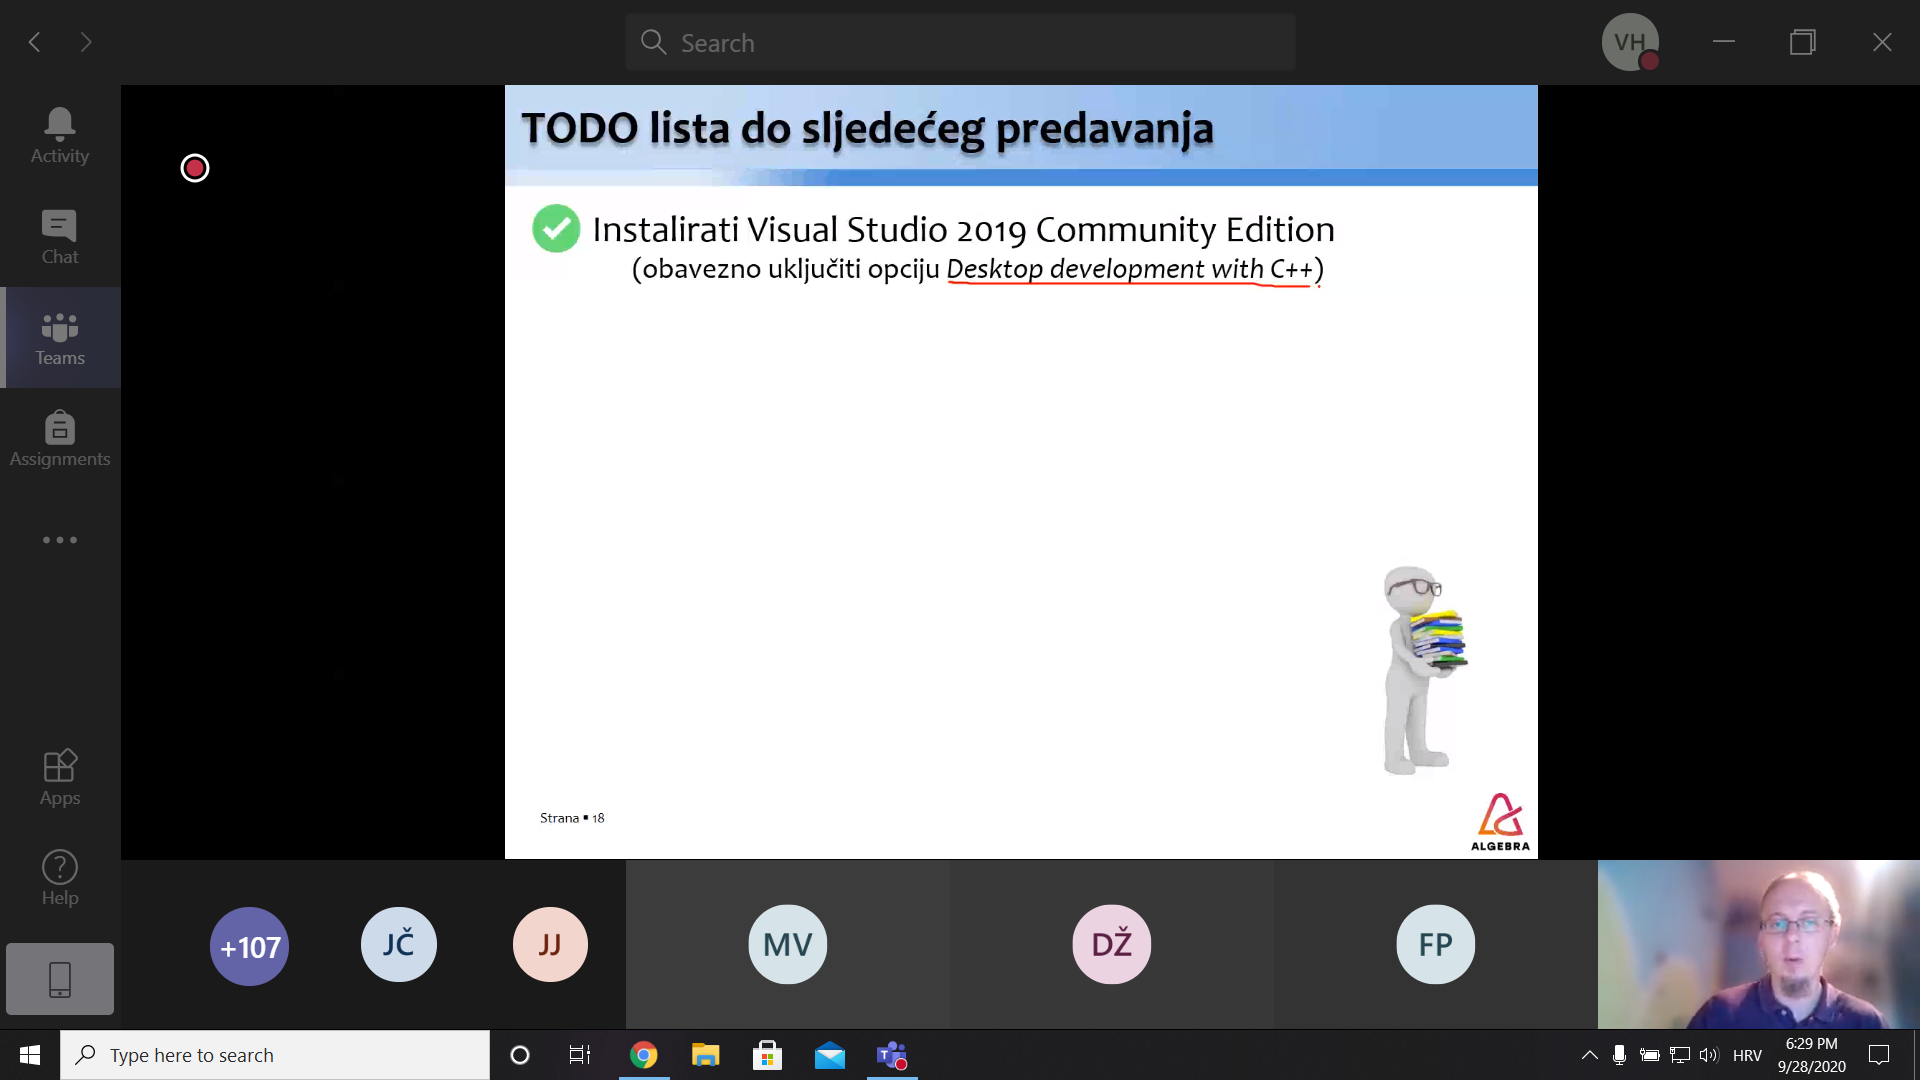 Search
VH
Activity
Chat
Teams
Assignments
Apps
Help
TODO lista do sljedećeg predavanja
Instalirati Visual Studio 2019 Community Edition
(obavezno uključiti opciju Desktop development with C++)
Strana ▪ 18
ALGEBRA
+107
JČ
JJ
MV
DŽ
FP
Type here to search
HRV
6:29 PM
9/28/2020